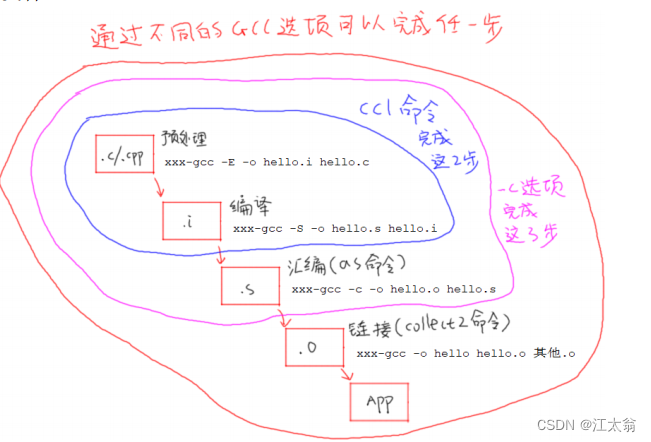 通过不同的GCC选项可以完成任一步
CC1命令
完成
这2步
预处理
.c/.cpp
xxx-gcc -E -o hello.i hello.c
-c选项
完成
这3步
编译
.i
xxx-gcc -S -o hello.s hello.i
汇编(as命令)
.s
xxx-gcc -c -o hello.o hello.s
链接(collect2命令)
.o
xxx-gcc -o hello hello.o 其他.o
APP
CSDN @江太翁